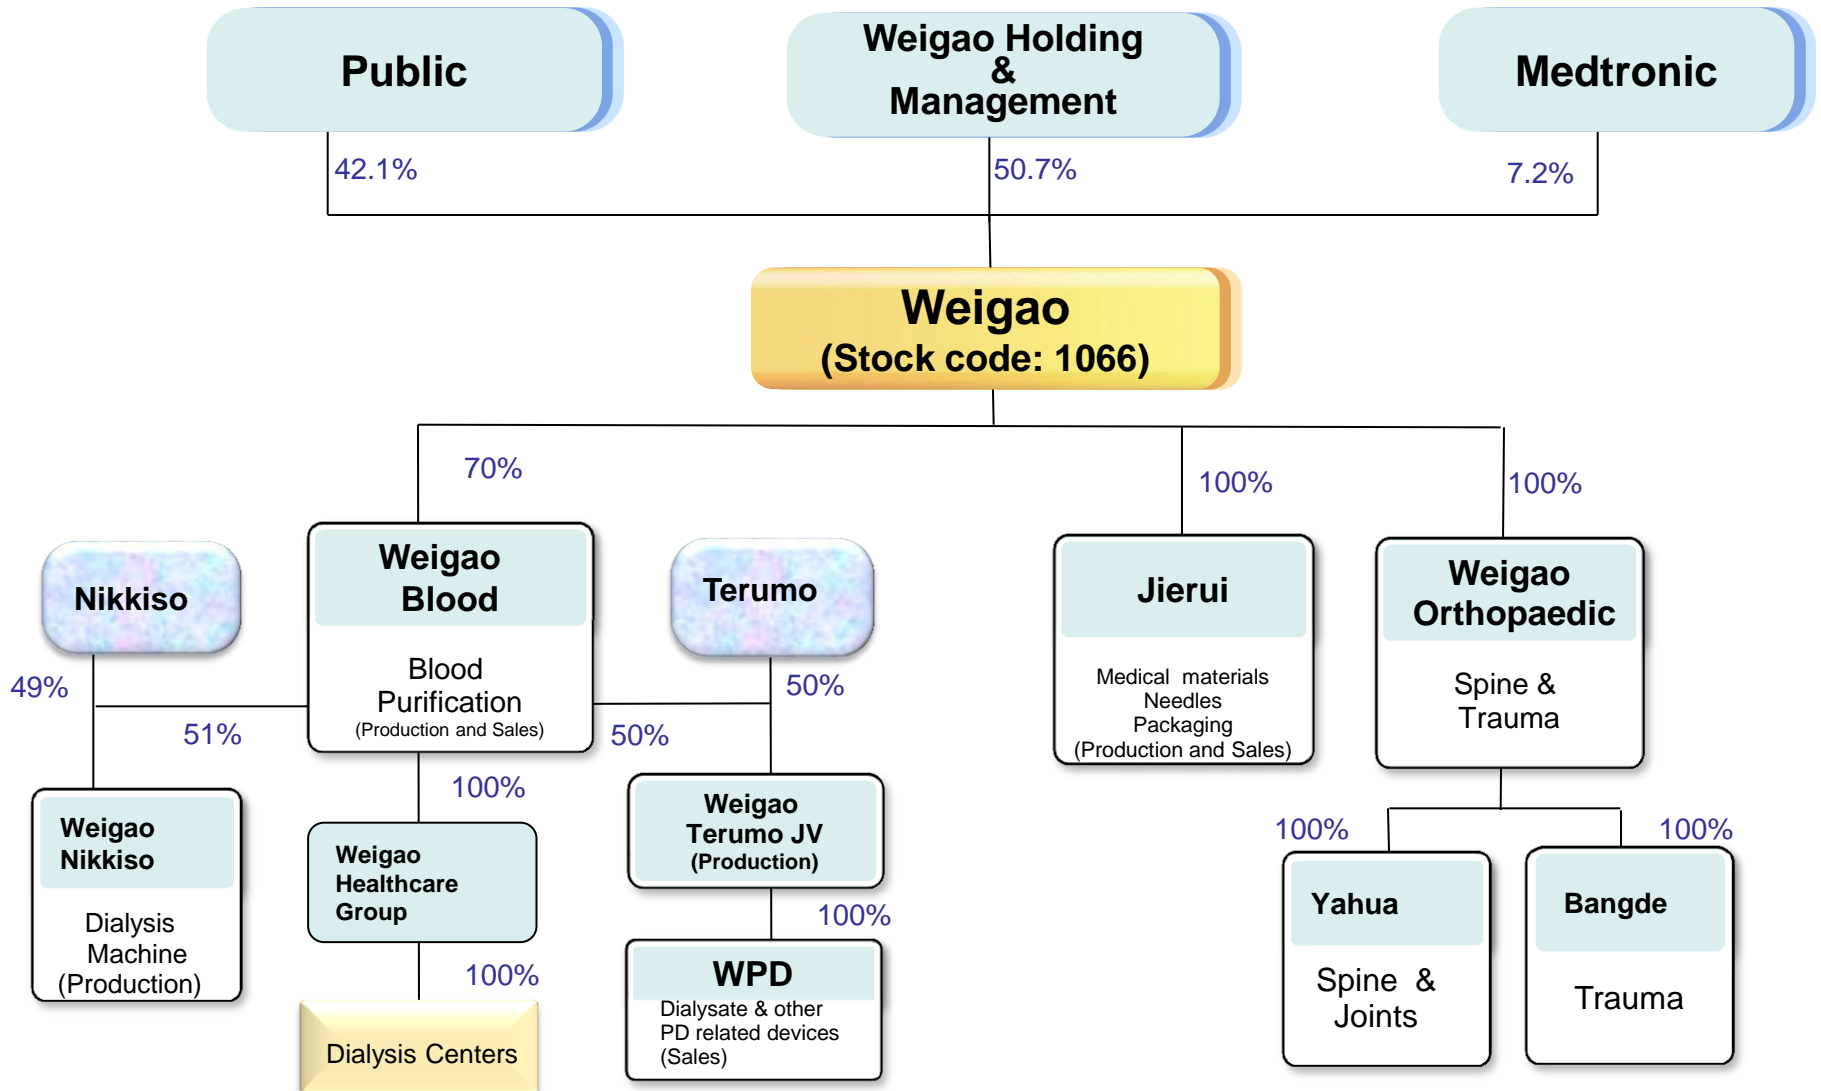 Public
Weigao Holding
&
Management
Medtronic
42.1%
50.7%
7.2%
Weigao
(Stock code: 1066)
70%
100%
100%
Nikkiso
Weigao
Blood
Blood
Purification
(Production and Sales)
Terumo
Jierui
Medical materials
Needles
Packaging
(Production and Sales)
Weigao
Orthopaedic
Spine &
Trauma
49%
51%
50%
50%
100%
Weigao
Nikkiso
Dialysis
Machine
(Production)
Weigao
Healthcare
Group
100%
Dialysis Centers
Weigao
Terumo JV
(Production)
100%
WPD
Dialysate & other
PD related devices
(Sales)
100%
100%
Yahua
Spine & 
Joints
Bangde
Trauma